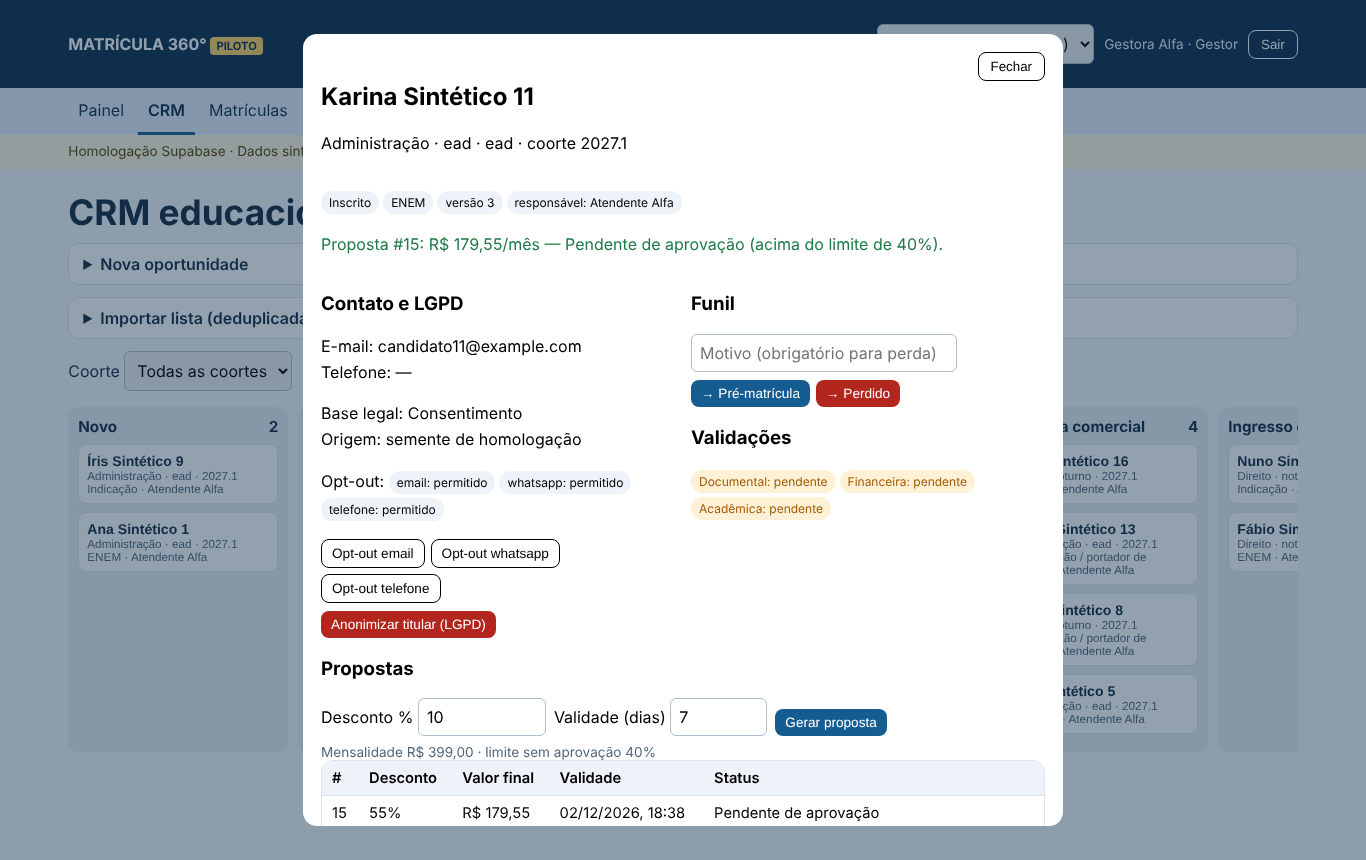 MATRÍCULA 360° PILOTO
) Gestora Alfa · Gestor Sair
Painel CRM Matrículas
Homologação Supabase · Dados
CRM
Nova oportunidade
Importar lista
Coorte Todas as coortes
Novo 2
Íris Sintético 9
Administração · ead · 2027.1
Indicação · Atendente Alfa
Ana Sintético 1
Administração · ead · 2027.1
ENEM · Atendente Alfa
Fechar
Karina Sintético 11
Administração · ead · ead · coorte 2027.1
Inscrito ENEM versão 3 responsável: Atendente Alfa
Proposta #15: R$ 179,55/mês — Pendente de aprovação (acima do limite de 40%).
Contato e LGPD
E-mail: candidato11@example.com
Telefone: —
Base legal: Consentimento
Origem: semente de homologação
Opt-out: email: permitido whatsapp: permitido
telefone: permitido
Opt-out email Opt-out whatsapp
Opt-out telefone
Anonimizar titular (LGPD)
Funil
Motivo (obrigatório para perda)
→ Pré-matrícula → Perdido
Validações
Documental: pendente Financeira: pendente
Acadêmica: pendente
Propostas
Desconto % 10 Validade (dias) 7 Gerar proposta
Mensalidade R$ 399,00 · limite sem aprovação 40%
# Desconto Valor final Validade Status
15 55% R$ 179,55 02/12/2026, 18:38 Pendente de aprovação
comercial 4
16
· 2027.1
Alfa
Sintético 13
· ead · 2027.1
/ portador de
Atendente Alfa
8
· 2027.1
/ portador de
Atendente Alfa
5
· ead · 2027.1
· Atendente Alfa
Ingresso
Nuno
Direito ·
Indicação ·
Fábio
Direito ·
ENEM ·